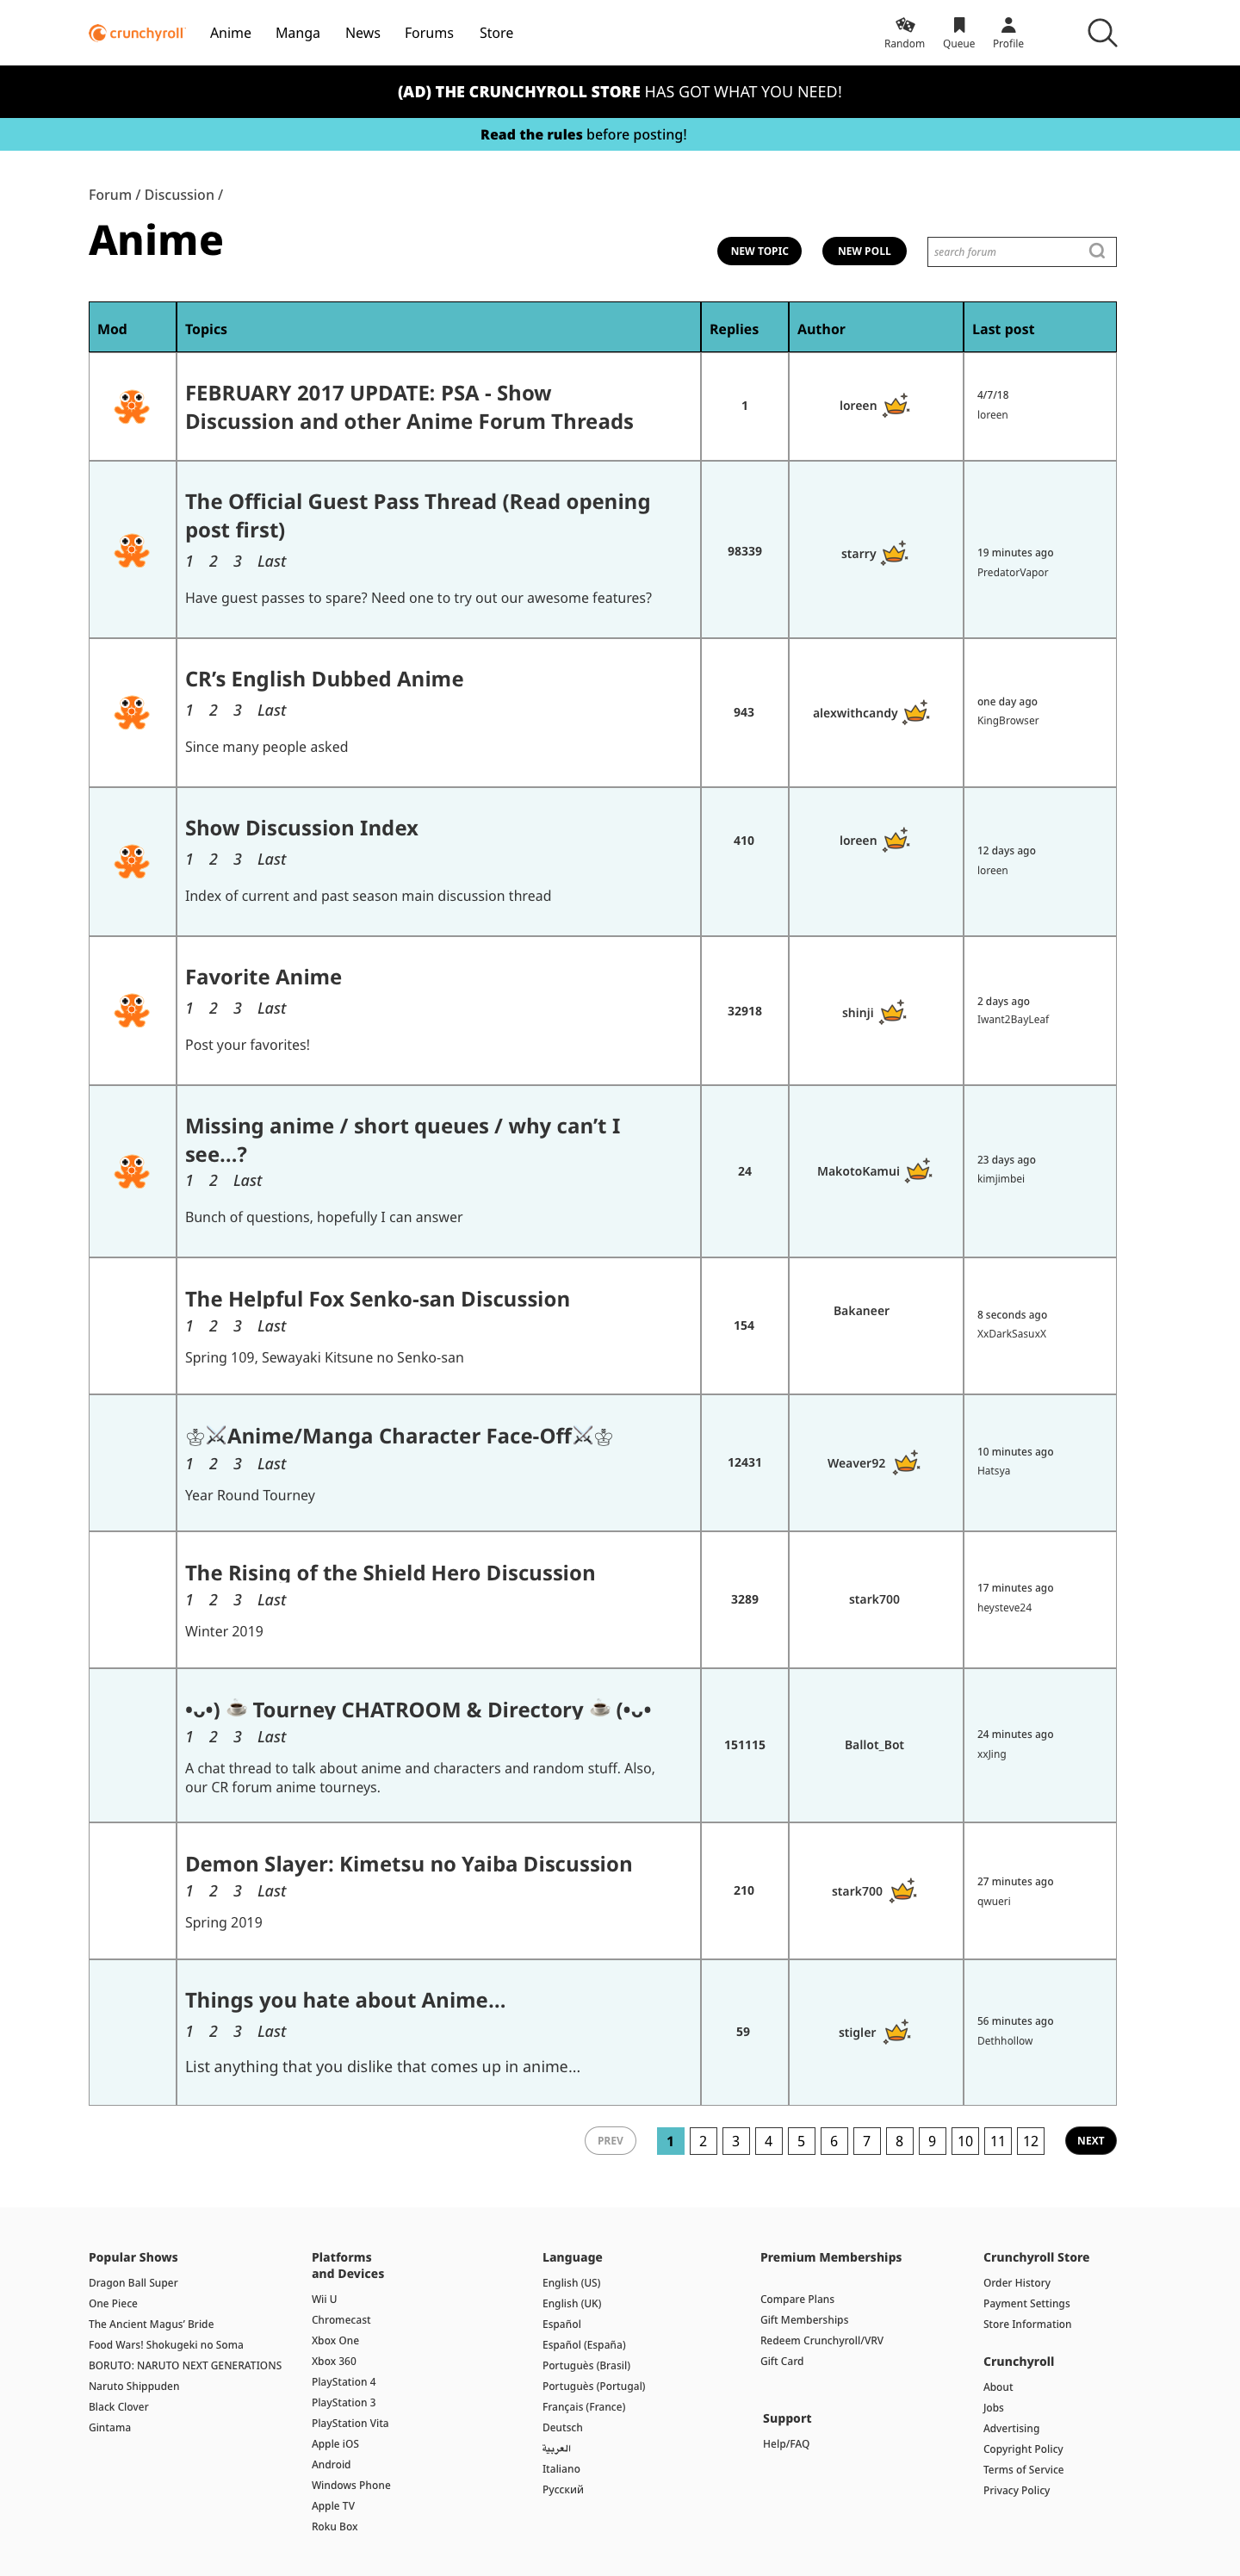 crunchyroll
Anime Manga News Forums Store
Random Queue Profile
(AD) THE CRUNCHYROLL STORE HAS GOT WHAT YOU NEED!
Read the rules before posting!
Forum / Discussion /
Anime
NEW TOPIC NEW POLL search forum
Mod Topics Replies Author Last post
FEBRUARY 2017 UPDATE: PSA - Show
Discussion and other Anime Forum Threads
1
loreen
4/7/18
loreen
The Official Guest Pass Thread (Read opening
post first)
1 2 3 Last
Have guest passes to spare? Need one to try out our awesome features?
98339
starry
19 minutes ago
PredatorVapor
CR’s English Dubbed Anime
1 2 3 Last
Since many people asked
943
alexwithcandy
one day ago
KingBrowser
Show Discussion Index
1 2 3 Last
Index of current and past season main discussion thread
410
loreen
12 days ago
loreen
Favorite Anime
1 2 3 Last
Post your favorites!
32918
shinji
2 days ago
Iwant2BayLeaf
Missing anime / short queues / why can’t I
see...?
1 2 Last
Bunch of questions, hopefully I can answer
24
MakotoKamui
23 days ago
kimjimbei
The Helpful Fox Senko-san Discussion
1 2 3 Last
Spring 109, Sewayaki Kitsune no Senko-san
154
Bakaneer
8 seconds ago
XxDarkSasuxX
♔⚔Anime/Manga Character Face-Off⚔♔
1 2 3 Last
Year Round Tourney
12431
Weaver92
10 minutes ago
Hatsya
The Rising of the Shield Hero Discussion
1 2 3 Last
Winter 2019
3289
stark700
17 minutes ago
heysteve24
•ᴗ•) ☕ Tourney CHATROOM & Directory ☕ (•ᴗ•
1 2 3 Last
A chat thread to talk about anime and characters and random stuff. Also,
our CR forum anime tourneys.
151115
Ballot_Bot
24 minutes ago
xxJing
Demon Slayer: Kimetsu no Yaiba Discussion
1 2 3 Last
Spring 2019
210
stark700
27 minutes ago
qwueri
Things you hate about Anime...
1 2 3 Last
List anything that you dislike that comes up in anime...
59
stigler
56 minutes ago
Dethhollow
PREV 1 2 3 4 5 6 7 8 9 10 11 12 NEXT
Popular Shows
Dragon Ball Super
One Piece
The Ancient Magus’ Bride
Food Wars! Shokugeki no Soma
BORUTO: NARUTO NEXT GENERATIONS
Naruto Shippuden
Black Clover
Gintama
Platforms
and Devices
Wii U
Chromecast
Xbox One
Xbox 360
PlayStation 4
PlayStation 3
PlayStation Vita
Apple iOS
Android
Windows Phone
Apple TV
Roku Box
Language
English (US)
English (UK)
Español
Español (España)
Português (Brasil)
Português (Portugal)
Français (France)
Deutsch
العربية
Italiano
Русский
Premium Memberships
Compare Plans
Gift Memberships
Redeem Crunchyroll/VRV
Gift Card
Support
Help/FAQ
Crunchyroll Store
Order History
Payment Settings
Store Information
Crunchyroll
About
Jobs
Advertising
Copyright Policy
Terms of Service
Privacy Policy